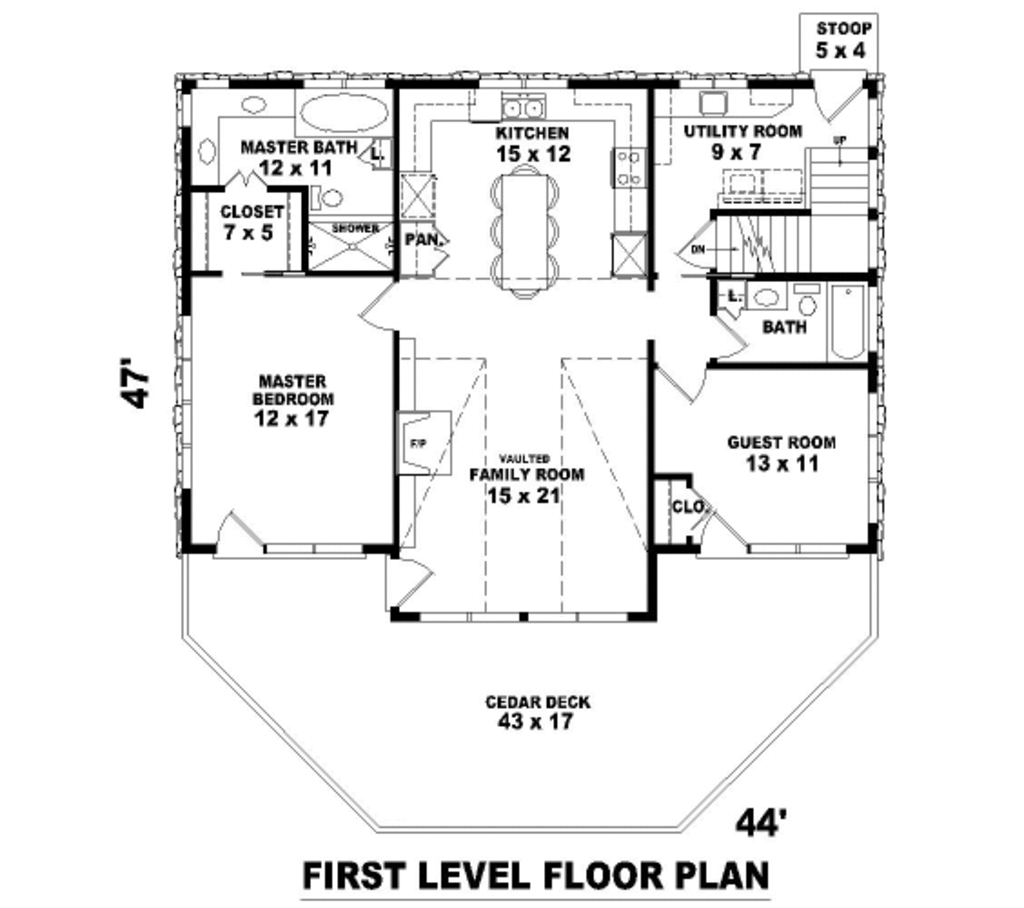 STOOP
5 x 4
MASTER BATH
12 x 11
L.
KITCHEN
15 x 12
UTILITY ROOM
9 x 7
UP
CLOSET
7 x 5
SHOWER
PAN.
DN
L.
BATH
47'
MASTER
BEDROOM
12 x 17
F/P
VAULTED
FAMILY ROOM
15 x 21
GUEST ROOM
13 x 11
CLO.
CEDAR DECK
43 x 17
44'
FIRST LEVEL FLOOR PLAN